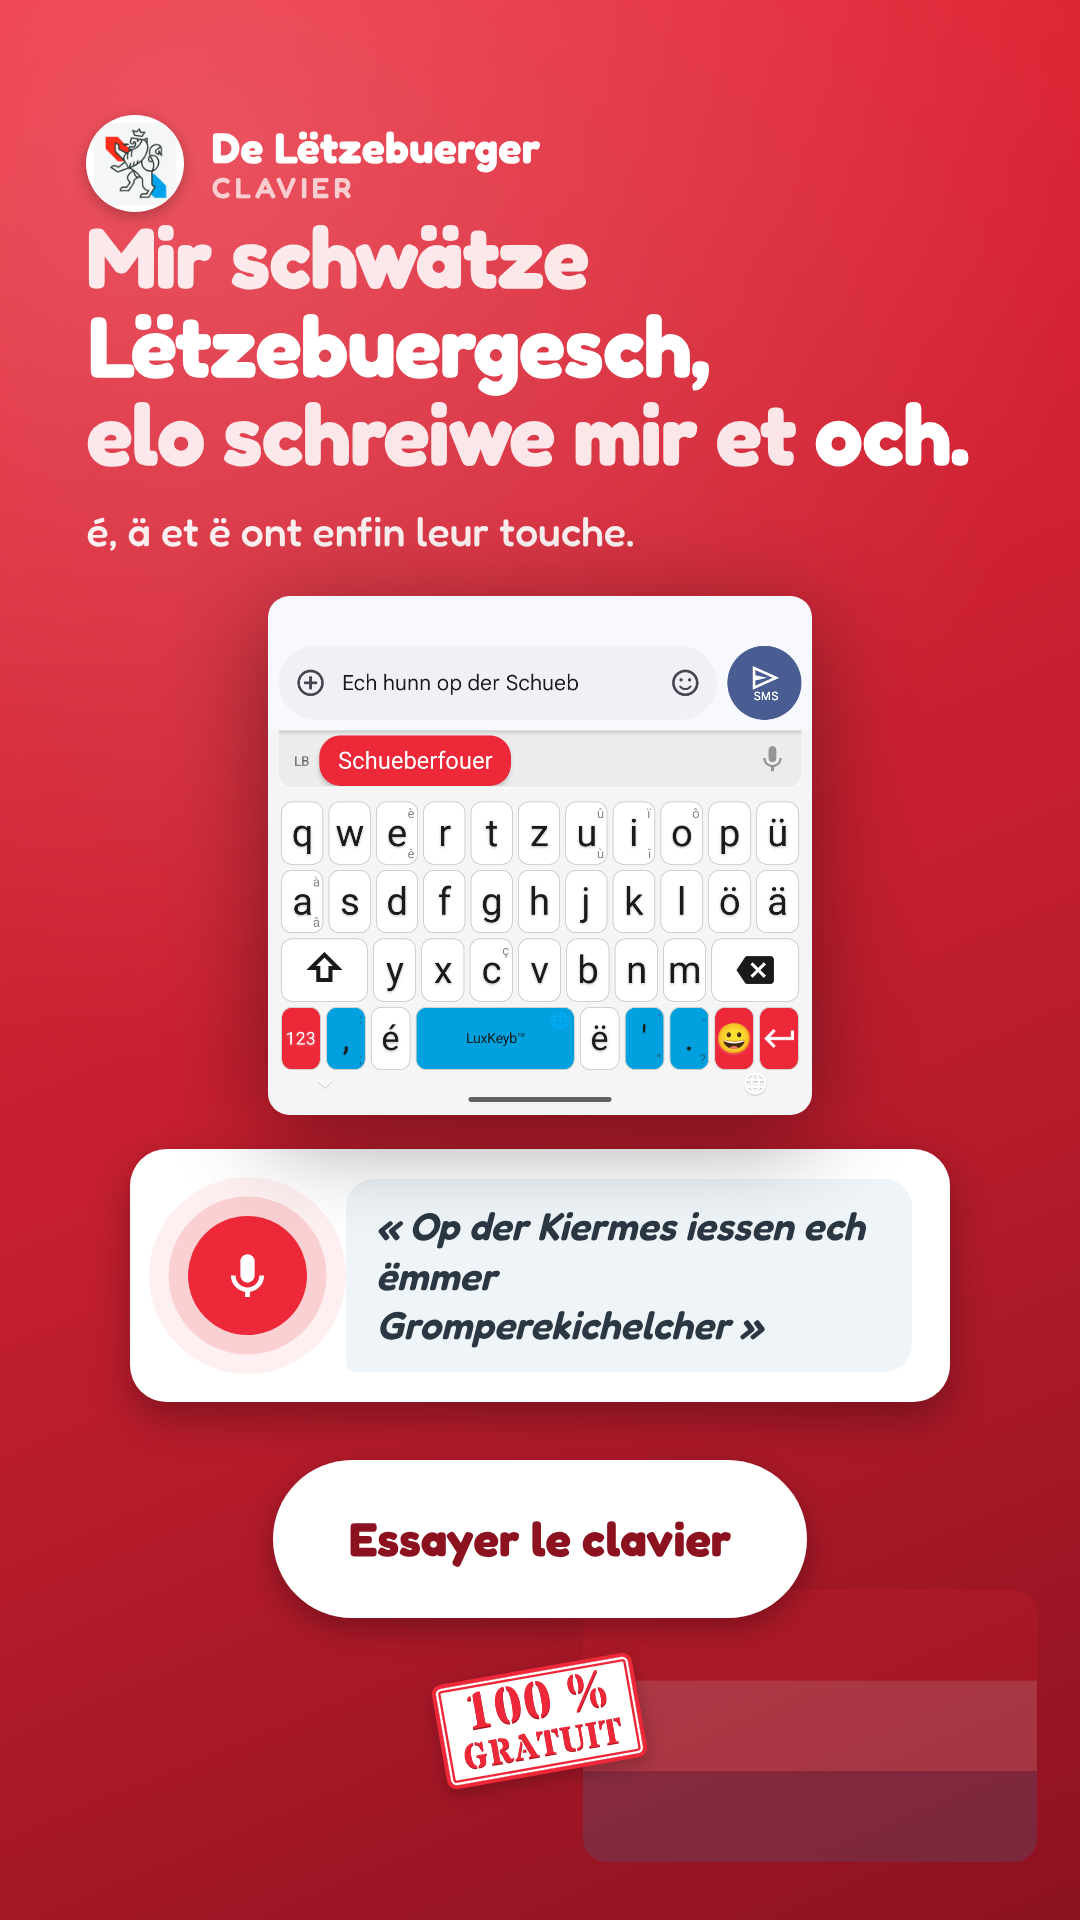 De Lëtzebuerger
CLAVIER
Mir schwätze
Lëtzebuergesch,
elo schreiwe mir et och.
é, ä et ë ont enfin leur touche.
Ech hunn op der Schueb
SMS
LB Schueberfouer
q w e è ê r t z u û ù i ï î o ô p ü
a à â s d f g h j k l ö ä
y x c ç v b n m
123 , é LuxKeyb™ ë ' . ?
« Op der Kiermes iessen ech
ëmmer
Gromperekichelcher »
Essayer le clavier
100 %
GRATUIT